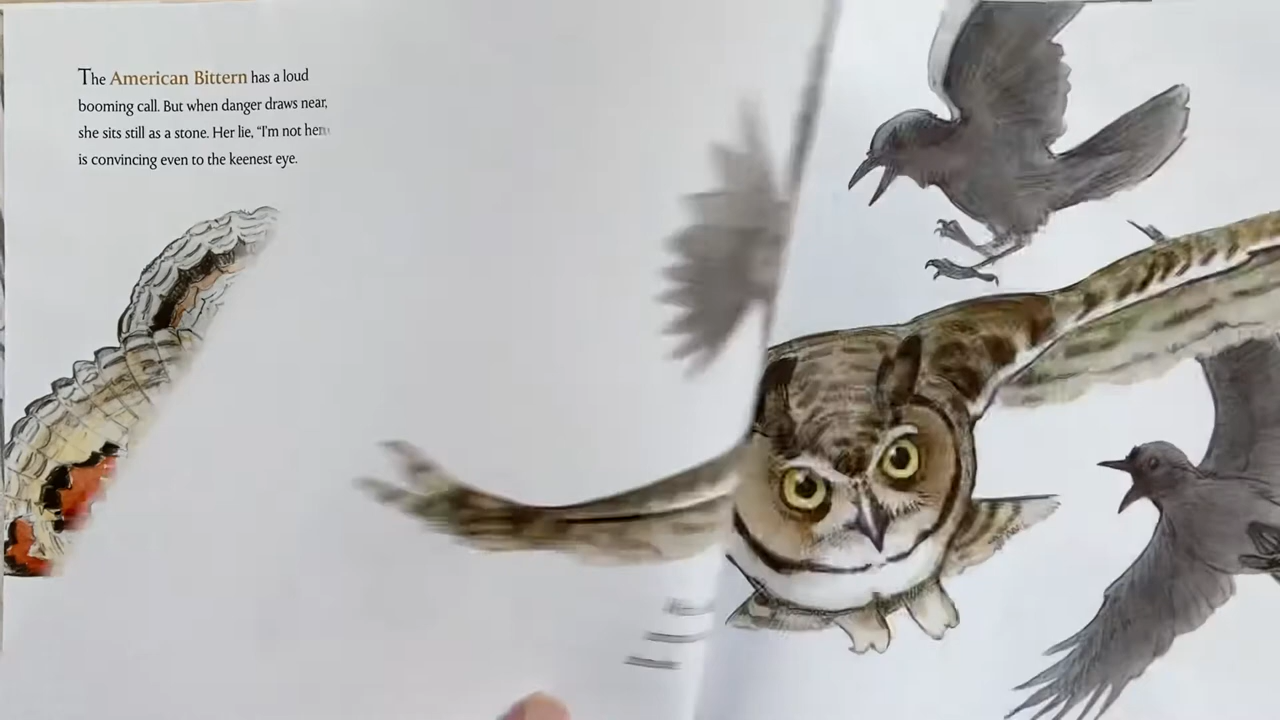 The American Bittern has a loud
booming call. But when danger draws near,
she sits still as a stone. Her lie, “I’m not
is convincing even to the keenest eye.